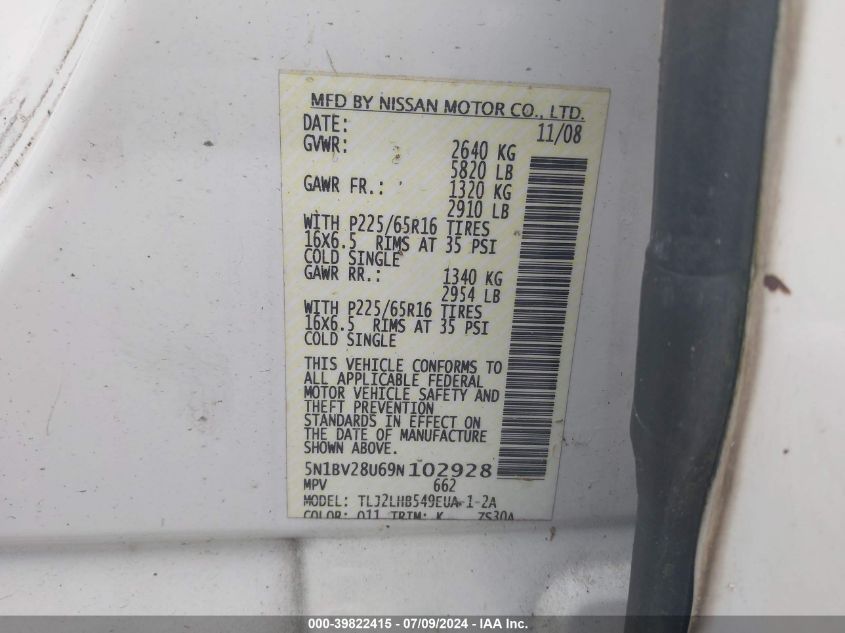 MFD BY NISSAN MOTOR CO., LTD.
DATE: 11/08
GVWR: 2640 KG
5820 LB
GAWR FR.: 1320 KG
2910 LB
WITH P225/65R16 TIRES
16X6.5 RIMS AT 35 PSI
COLD SINGLE
GAWR RR.: 1340 KG
2954 LB
WITH P225/65R16 TIRES
16X6.5 RIMS AT 35 PSI
COLD SINGLE
THIS VEHICLE CONFORMS TO
ALL APPLICABLE FEDERAL
MOTOR VEHICLE SAFETY AND
THEFT PREVENTION
STANDARDS IN EFFECT ON
THE DATE OF MANUFACTURE
SHOWN ABOVE.
5N1BV28U69N102928
MPV 662
MODEL: TLJ2LHB549EUA-1-2A
COLOR: Q11 TRIM: K ZS30A
000-39822415 - 07/09/2024 - IAA Inc.